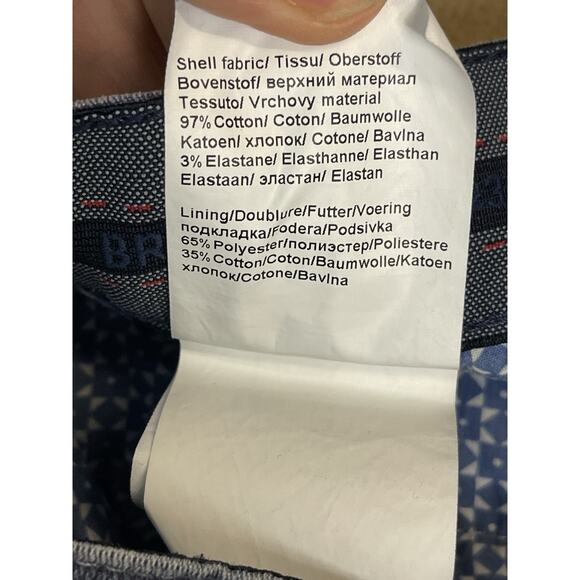 Shell fabric/ Tissu/ Oberstoff
Bovenstof/ верхний материал
Tessuto/ Vrchovy material
97% Cotton/ Coton/ Baumwolle
Katoen/ хлопок/ Cotone/ Bavlna
3% Elastane/ Elasthanne/ Elasthan
Elastaan/ эластан/ Elastan
Lining/Doublure/Futter/Voering
подкладка/Fodera/Podsivka
65% Polyester/полиэстер/Poliestere
35% Cotton/Coton/Baumwolle/Katoen
хлопок/Cotone/Bavlna
BR